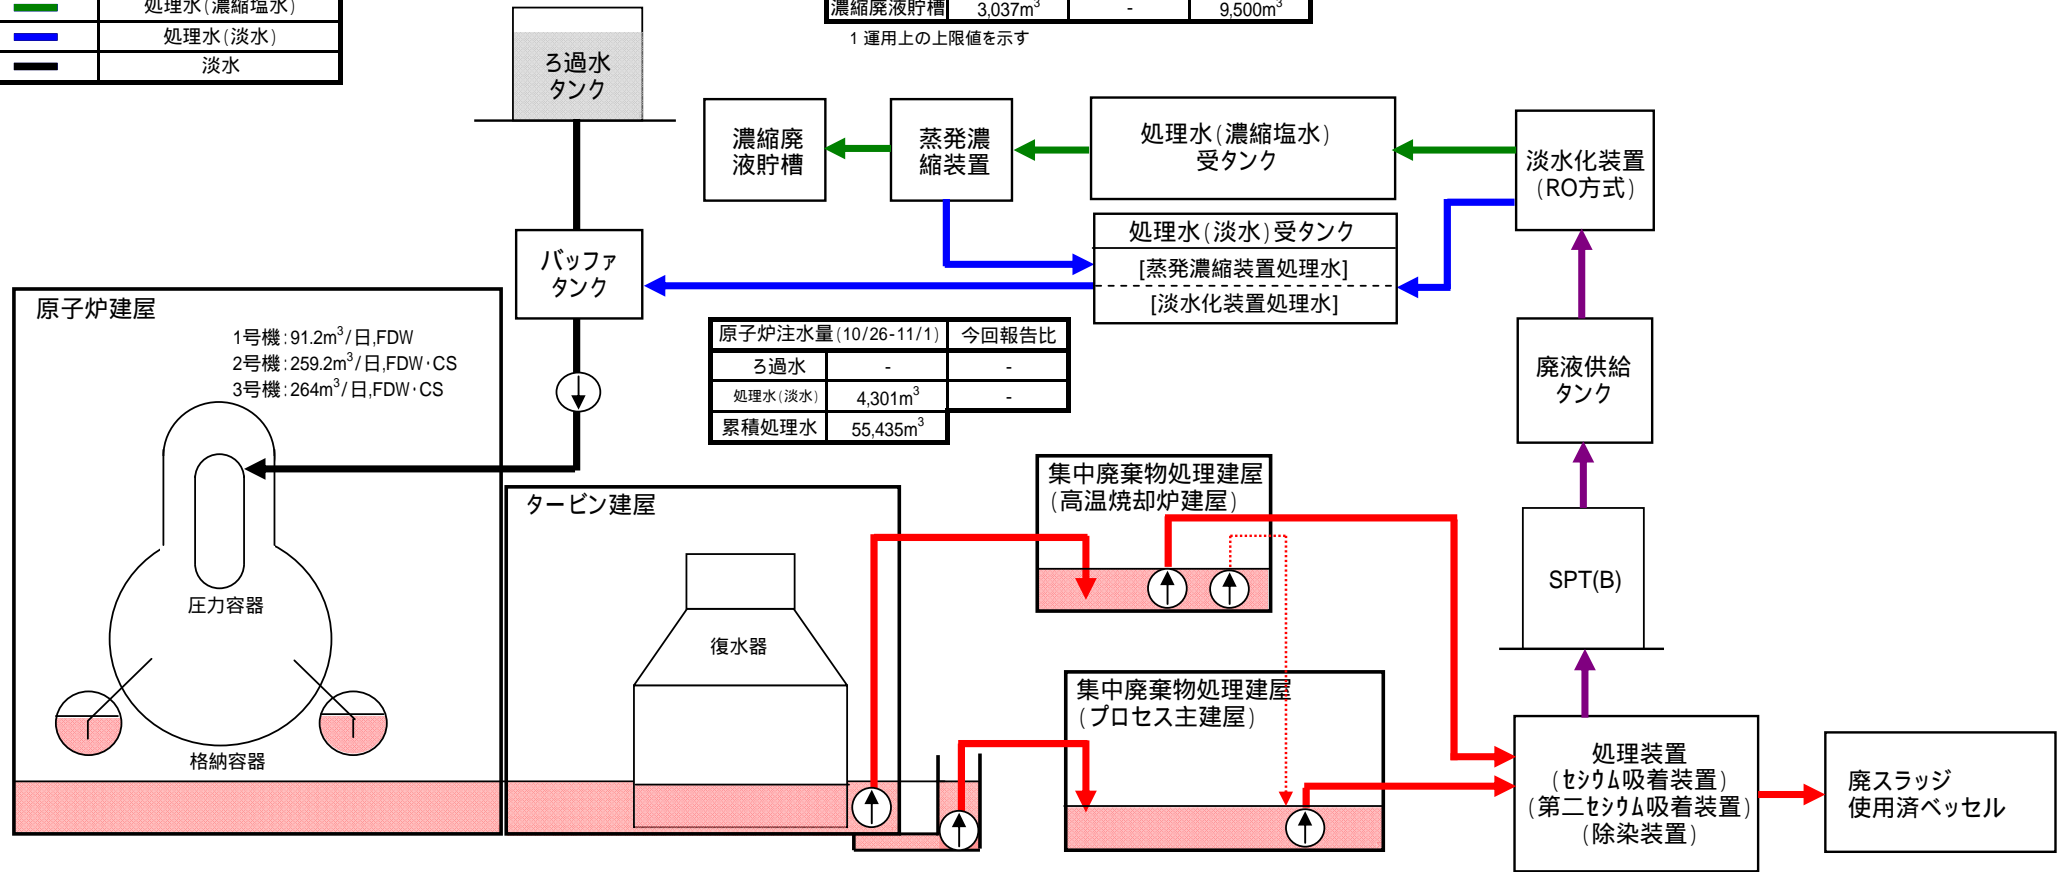 処理水(濃縮塩水)
処理水(淡水)
淡水
濃縮廃液貯槽 3,037m³ - 9,500m³
1 運用上の上限値を示す
ろ過水
タンク
濃縮廃
液貯槽
蒸発濃
縮装置
処理水(濃縮塩水)
受タンク
淡水化装置
(RO方式)
処理水(淡水)受タンク
[蒸発濃縮装置処理水]
[淡水化装置処理水]
バッファ
タンク
原子炉建屋
1号機:91.2m³/日,FDW
2号機:259.2m³/日,FDW・CS
3号機:264m³/日,FDW・CS
原子炉注水量(10/26-11/1) 今回報告比
ろ過水 - -
処理水(淡水) 4,301m³ -
累積処理水 55,435m³
廃液供給
タンク
集中廃棄物処理建屋
(高温焼却炉建屋)
タービン建屋
SPT(B)
圧力容器
復水器
集中廃棄物処理建屋
(プロセス主建屋)
格納容器
処理装置
(セシウム吸着装置)
(第二セシウム吸着装置)
(除染装置)
廃スラッジ
使用済ベッセル